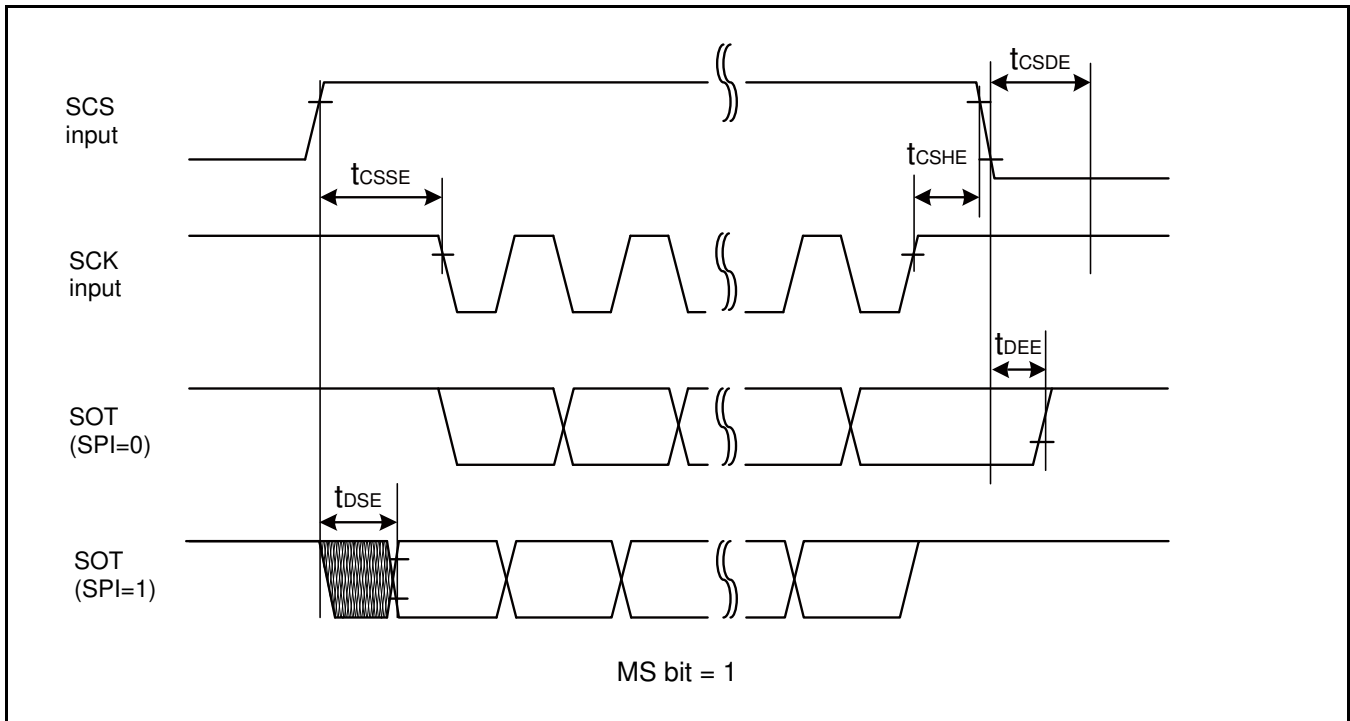 tCSDE
SCS
input
tCSHE
tCSSE
SCK
input
tDEE
SOT
(SPI=0)
tDSE
SOT
(SPI=1)
MS bit = 1